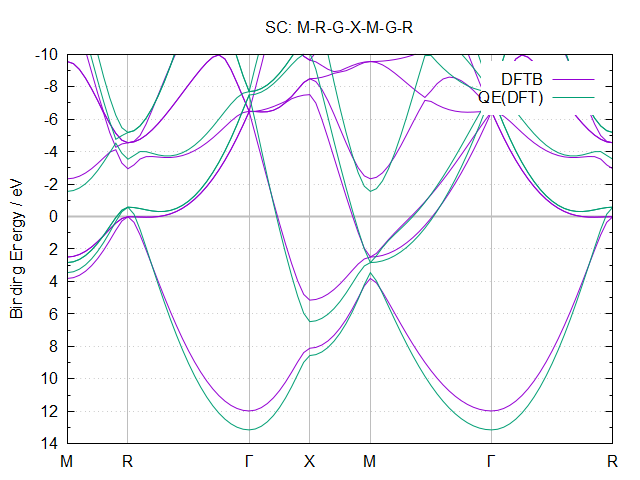 SC: M-R-G-X-M-G-R
Binding Energy / eV
-10
-8
-6
-4
-2
0
2
4
6
8
10
12
14
DFTB
QE(DFT)
M R Γ X M Γ R